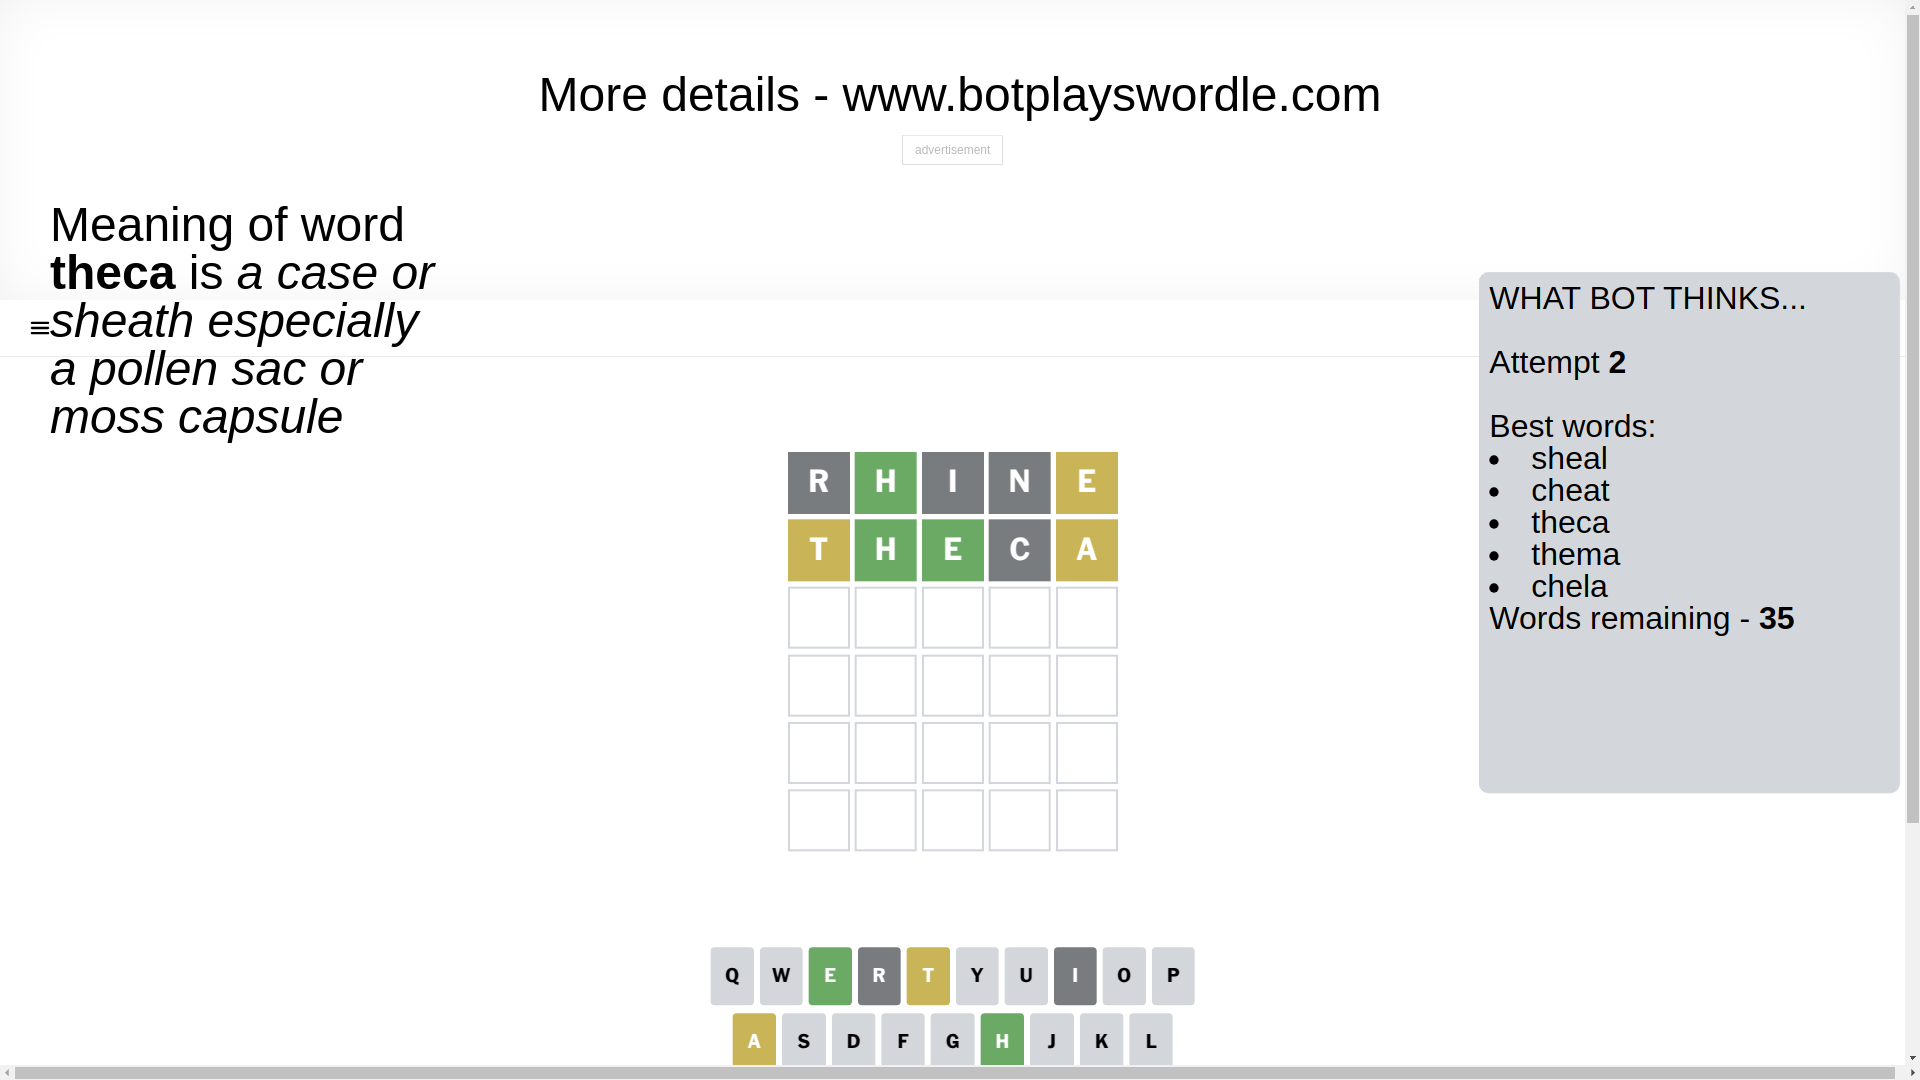 More details - www.botplayswordle.com
advertisement
Meaning of word
theca is a case or
sheath especially
a pollen sac or
moss capsule
WHAT BOT THINKS...
Attempt 2
Best words:
• sheal
• cheat
• theca
• thema
• chela
Words remaining - 35
R H I N E
T H E C A
Q W E R T Y U I O P
A S D F G H J K L